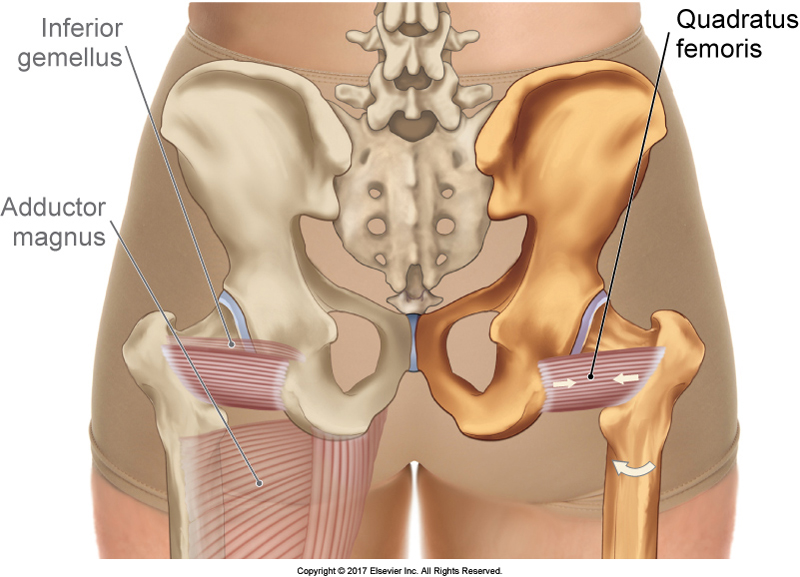 Inferior
gemellus
Quadratus
femoris
Adductor
magnus
Copyright © 2017 Elsevier Inc. All Rights Reserved.